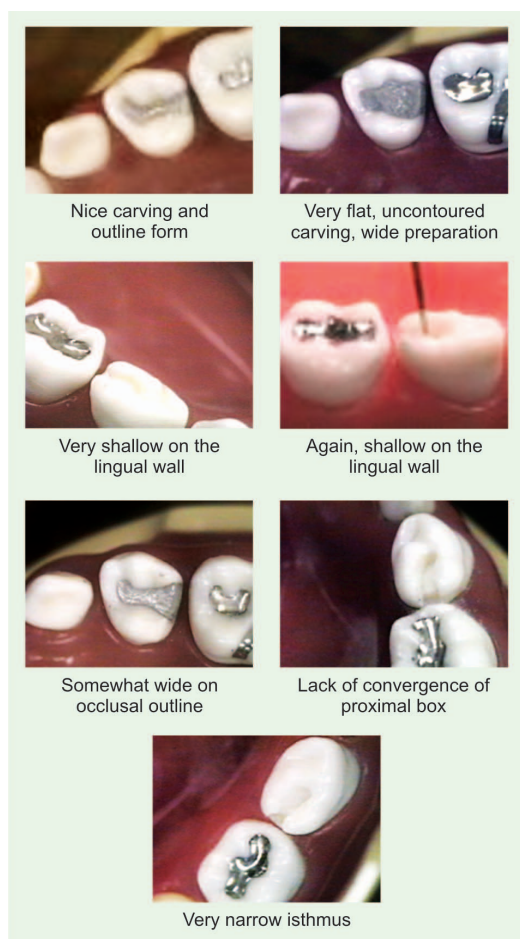 Nice carving and
outline form
Very flat, uncontoured
carving, wide preparation
Very shallow on the
lingual wall
Again, shallow on the
lingual wall
Somewhat wide on
occlusal outline
Lack of convergence of
proximal box
Very narrow isthmus